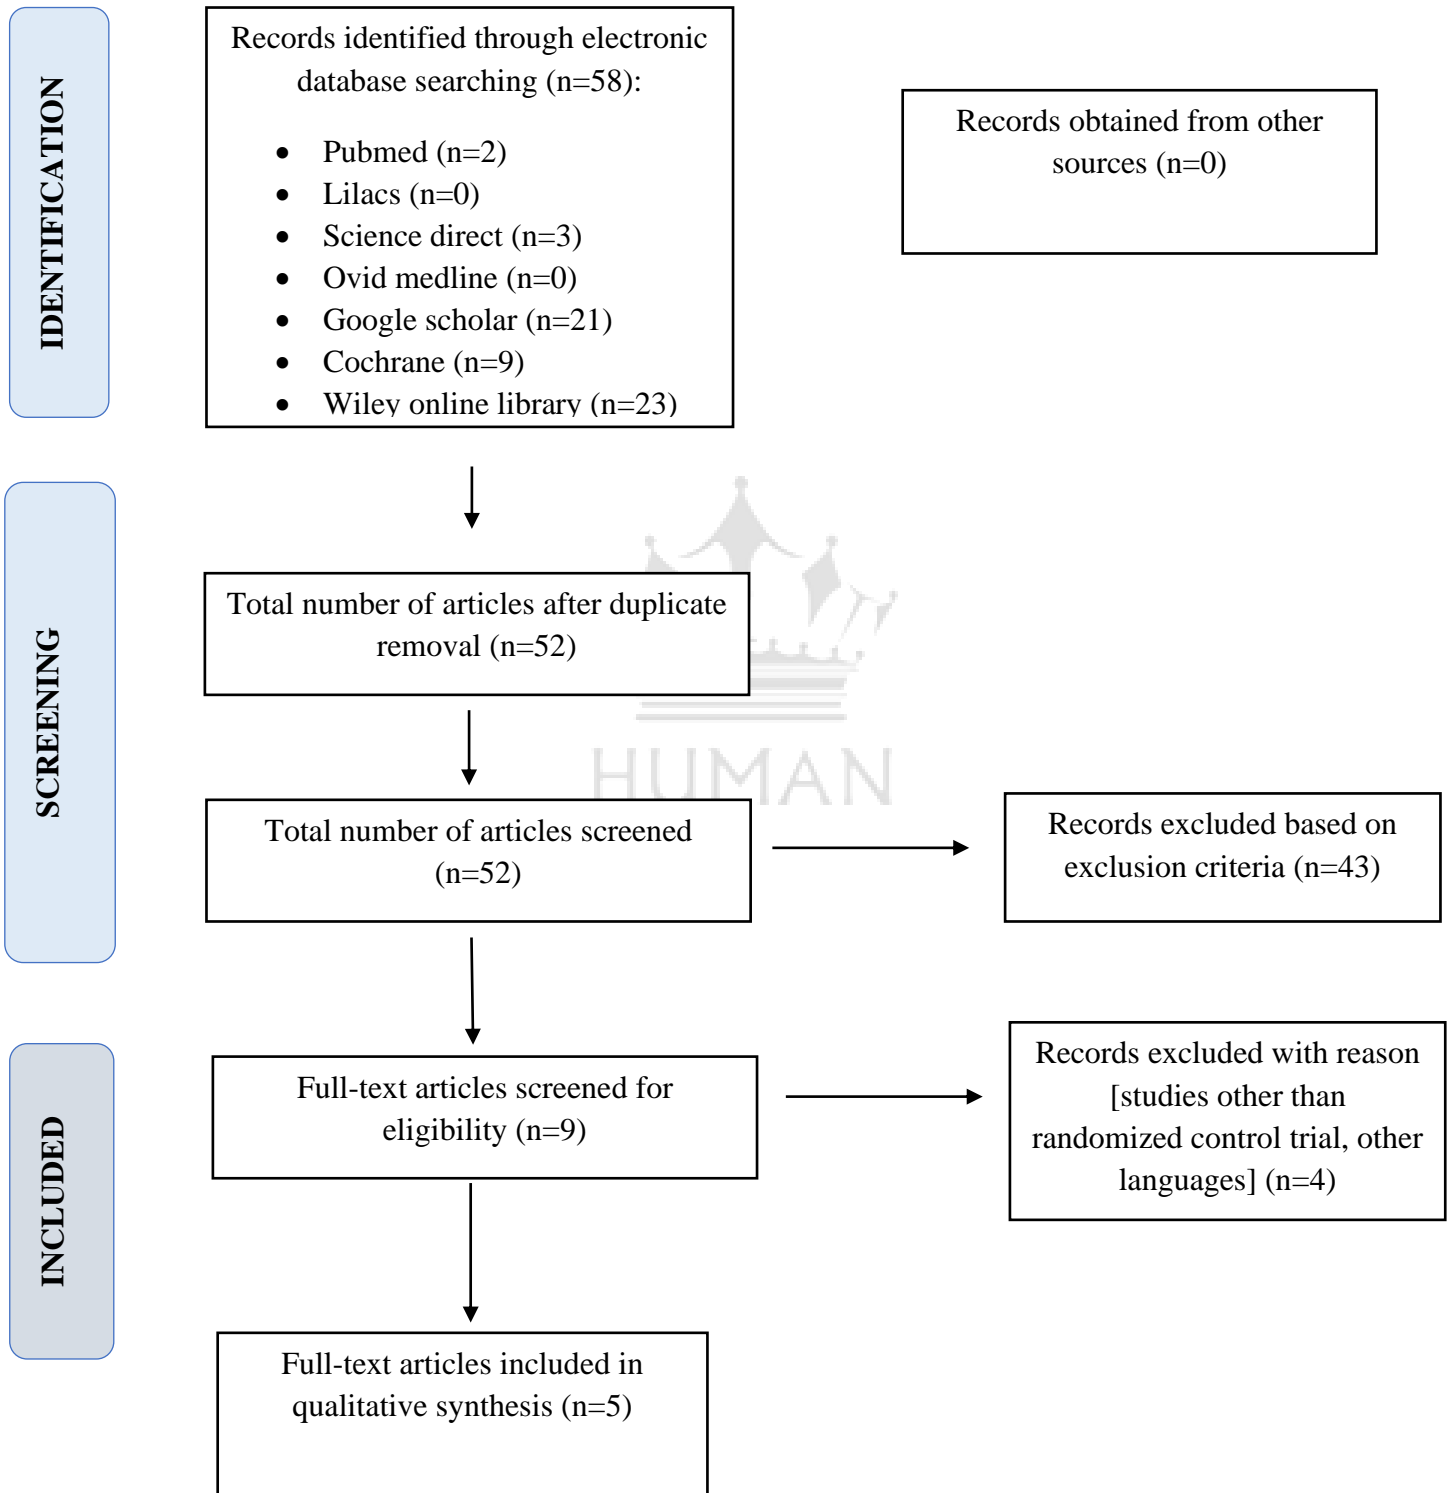 IDENTIFICATION
Records identified through electronic
database searching (n=58):
• Pubmed (n=2)
• Lilacs (n=0)
• Science direct (n=3)
• Ovid medline (n=0)
• Google scholar (n=21)
• Cochrane (n=9)
• Wiley online library (n=23)
Records obtained from other
sources (n=0)
SCREENING
Total number of articles after duplicate
removal (n=52)
HUMAN
Total number of articles screened
(n=52)
Records excluded based on
exclusion criteria (n=43)
INCLUDED
Full-text articles screened for
eligibility (n=9)
Records excluded with reason
[studies other than
randomized control trial, other
languages] (n=4)
Full-text articles included in
qualitative synthesis (n=5)